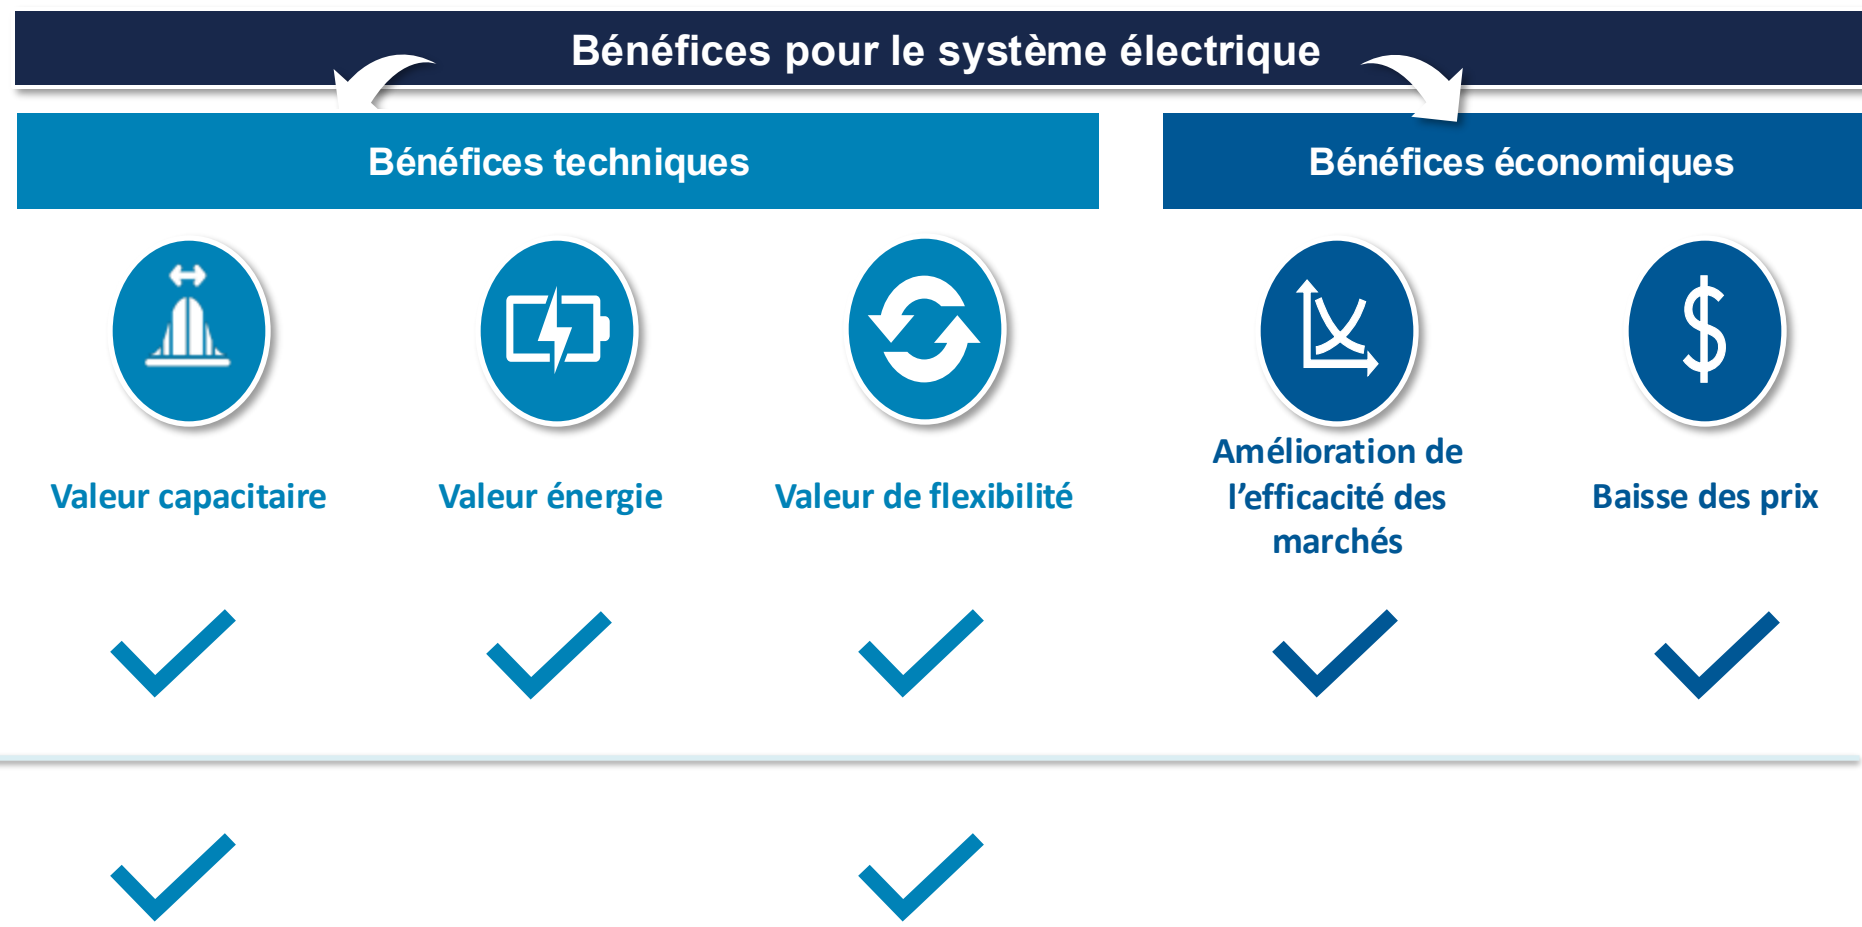 Bénéfices pour le système électrique
Bénéfices techniques
Bénéfices économiques
Valeur capacitaire
Valeur énergie
Valeur de flexibilité
Amélioration de
l’efficacité des
marchés
Baisse des prix